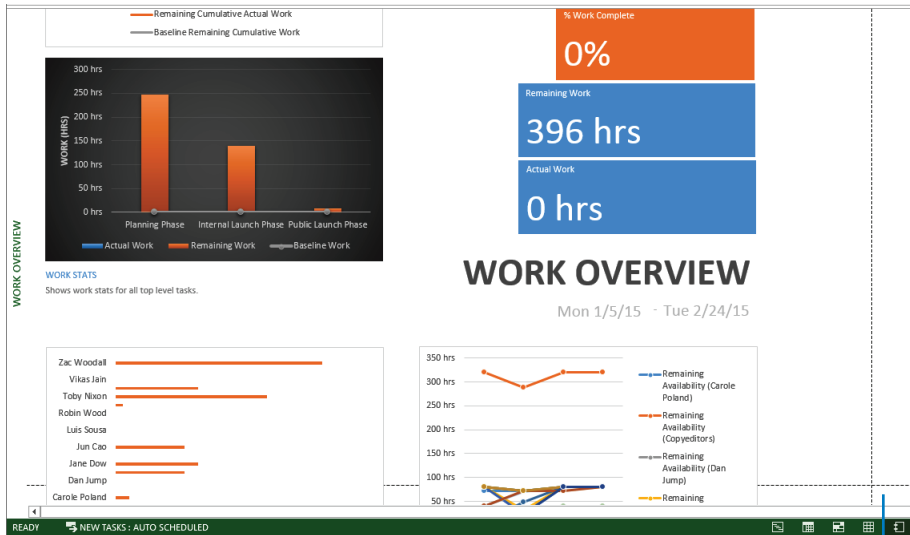 Remaining Cumulative Actual Work
Baseline Remaining Cumulative Work
% Work Complete
0%
Remaining Work
396 hrs
Actual Work
0 hrs
300 hrs
250 hrs
200 hrs
150 hrs
100 hrs
50 hrs
0 hrs
WORK (HRS)
Planning Phase Internal Launch Phase Public Launch Phase
Actual Work Remaining Work Baseline Work
WORK OVERVIEW
WORK STATS
Shows work stats for all top level tasks.
WORK OVERVIEW
Mon 1/5/15 - Tue 2/24/15
Zac Woodall
Vikas Jain
Toby Nixon
Robin Wood
Luis Sousa
Jun Cao
Jane Dow
Dan Jump
Carole Poland
350 hrs
300 hrs
250 hrs
200 hrs
150 hrs
100 hrs
50 hrs
Remaining
Availability (Carole
Poland)
Remaining
Availability
(Copyeditors)
Remaining
Availability (Dan
Jump)
Remaining
READY NEW TASKS : AUTO SCHEDULED